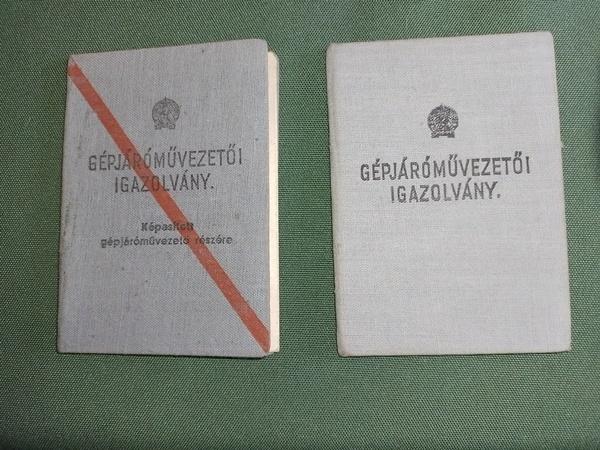 GÉPJÁRÓMŰVEZETŐI
IGAZOLVÁNY.
Képesített
gépjáróművezető részére
GÉPJÁRÓMŰVEZETŐI
IGAZOLVÁNY.